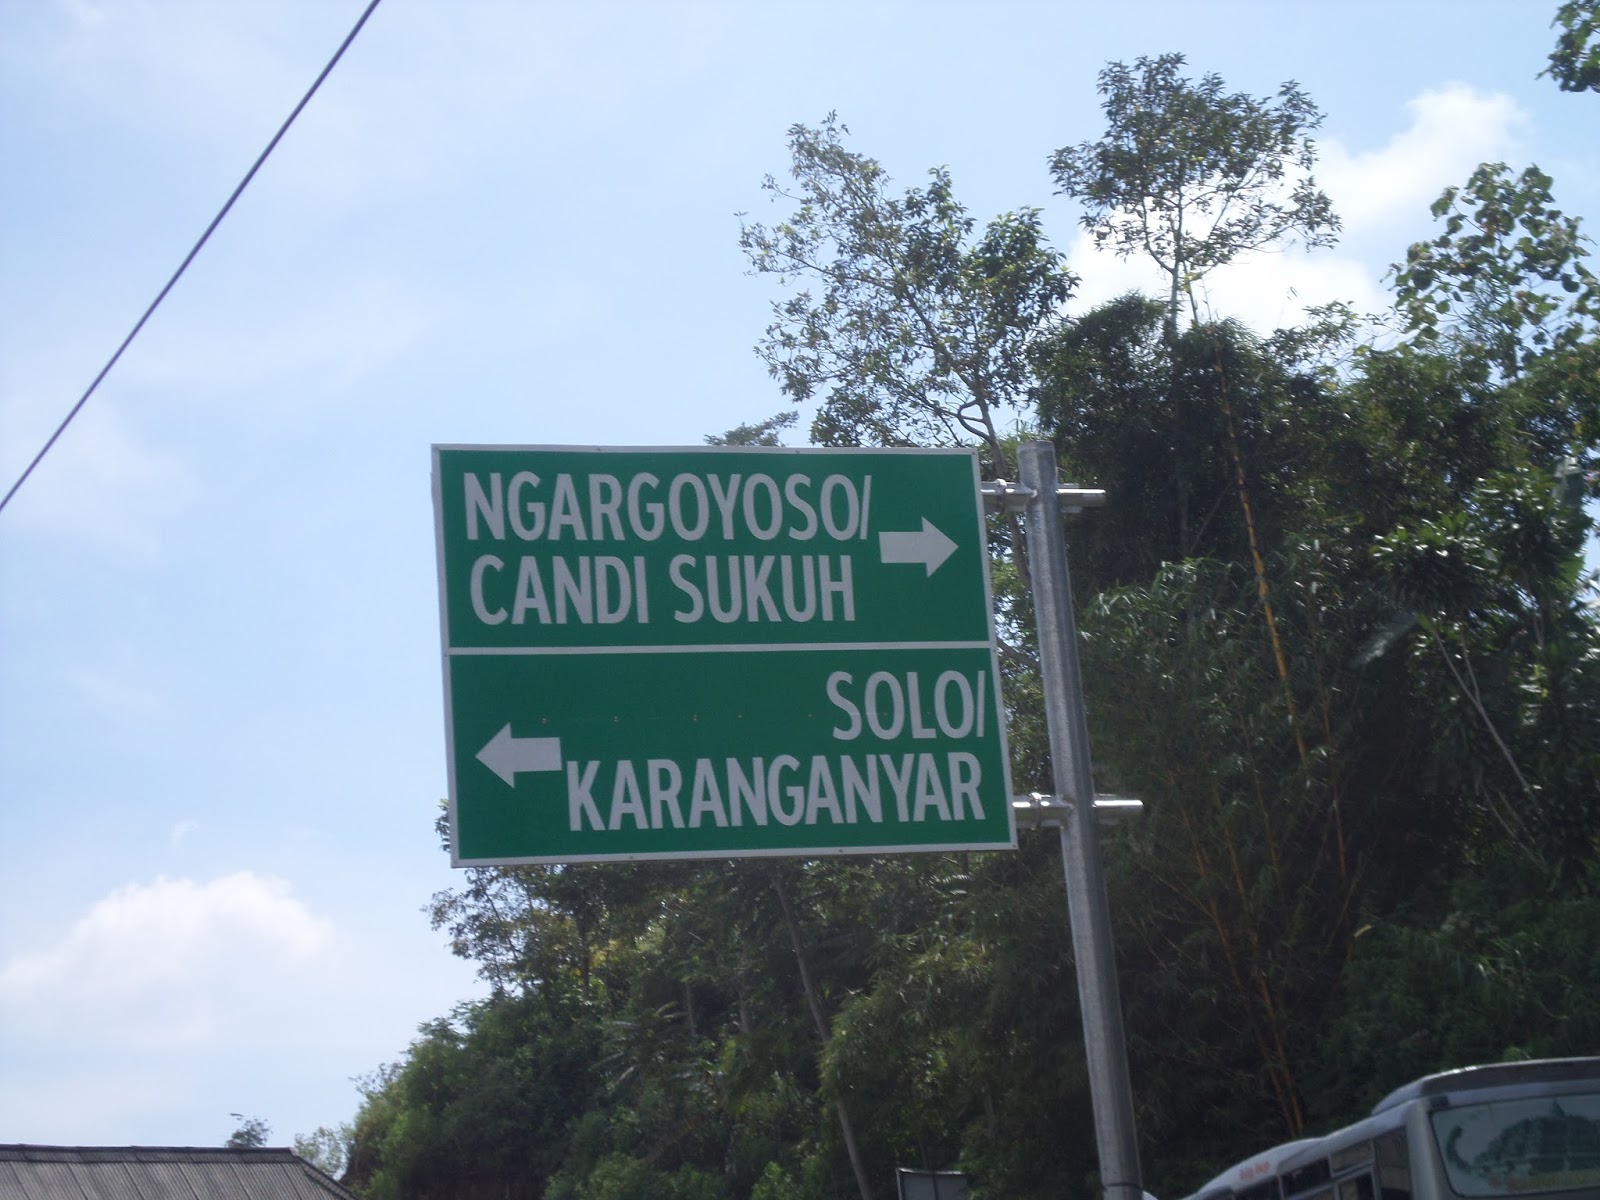 NGARGOYOSO/
CANDI SUKUH
SOLO/
KARANGANYAR